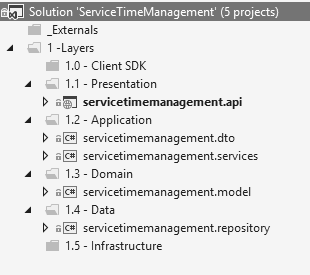 Solution 'ServiceTimeManagement' (5 projects)
_Externals
1 -Layers
1.0 - Client SDK
1.1 - Presentation
servicetimemanagement.api
1.2 - Application
C# servicetimemanagement.dto
C# servicetimemanagement.services
1.3 - Domain
C# servicetimemanagement.model
1.4 - Data
C# servicetimemanagement.repository
1.5 - Infrastructure